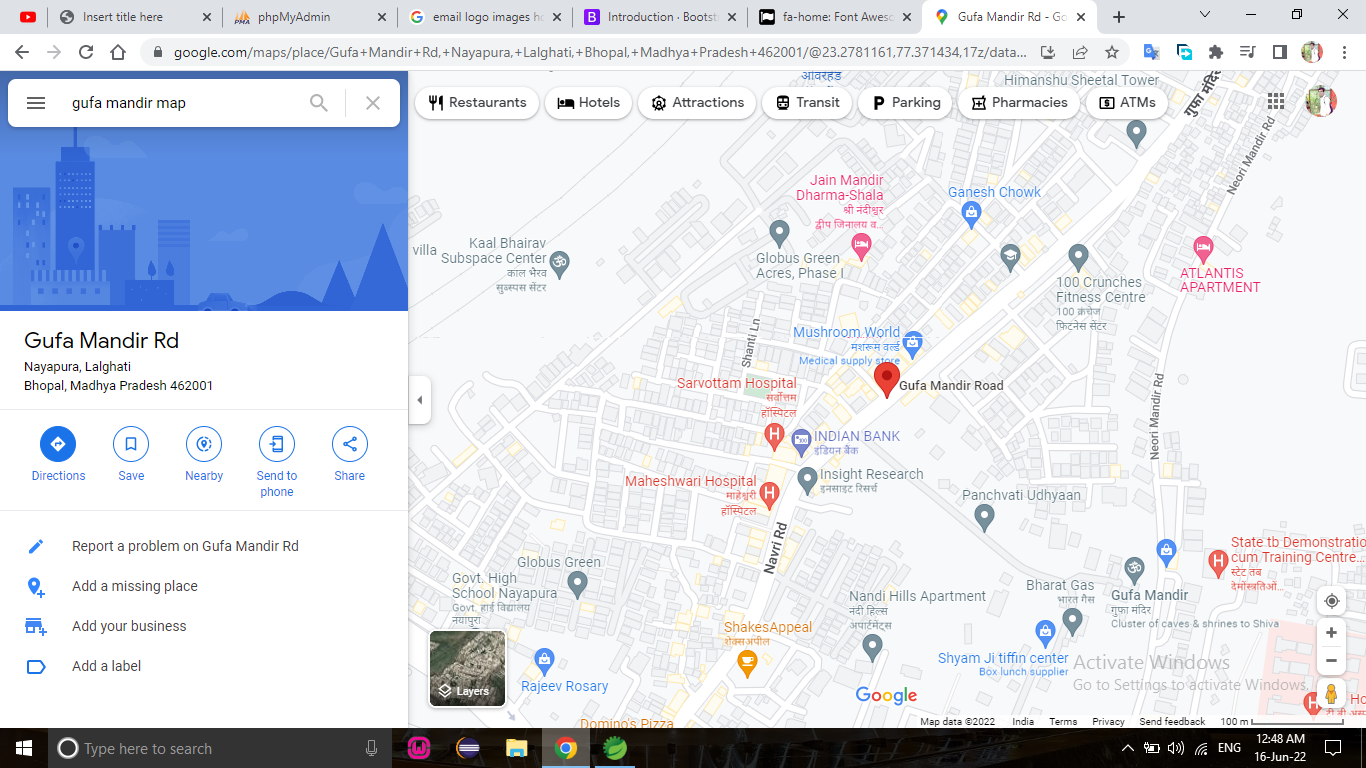 Insert title here
phpMyAdmin
email logo images ho
Introduction · Bootst
fa-home: Font Aweso
Gufa Mandir Rd - Go
google.com/maps/place/Gufa+Mandir+Rd,+Nayapura,+Lalghati,+Bhopal,+Madhya+Pradesh+462001/@23.2781161,77.371434,17z/data...
gufa mandir map
Restaurants
Hotels
Attractions
Transit
Parking
Pharmacies
ATMs
Gufa Mandir Rd
Nayapura, Lalghati
Bhopal, Madhya Pradesh 462001
Directions
Save
Nearby
Send to
phone
Share
Report a problem on Gufa Mandir Rd
Add a missing place
Add your business
Add a label
Himanshu Sheetal Tower
Neori Mandir Rd
Jain Mandir
Dharma-Shala
श्री नंदीश्वर
द्वीप जिनालय व...
Ganesh Chowk
villa
Kaal Bhairav
Subspace Center
काल भैरव
सुब्स्पस सेंटर
Globus Green
Acres, Phase I
100 Crunches
Fitness Centre
100 क्रंचेज
फिटनेस सेंटर
ATLANTIS
APARTMENT
Shanti Ln
Mushroom World
मशरूम वर्ल्ड
Medical supply store
Sarvottam Hospital
सर्वोत्तम
हॉस्पिटल
Gufa Mandir Road
Neori Mandir Rd
INDIAN BANK
इंडियन बैंक
Insight Research
इनसाइट रिसर्च
Maheshwari Hospital
माहेश्वरी
हॉस्पिटल
Panchvati Udhyaan
Navri Rd
State tb Demonstratio
cum Training Centre...
स्टेट तब
Globus Green
Govt. High
School Nayapura
Govt. हाई विद्यालय
नयापुरा
Nandi Hills Apartment
नंदी हिल्स
अपार्टमेंट्स
Bharat Gas
भारत गैस
Gufa Mandir
गुफा मंदिर
Cluster of caves & shrines to Shiva
ShakesAppeal
शेक्सअपील
Shyam Ji tiffin center
Box lunch supplier
Rajeev Rosary
Domino's Pizza
Layers
Google
Activate Windows
Go to Settings to activate Windows.
Map data ©2022
India
Terms
Privacy
Send feedback
100 m
Type here to search
ENG
12:48 AM
16-Jun-22